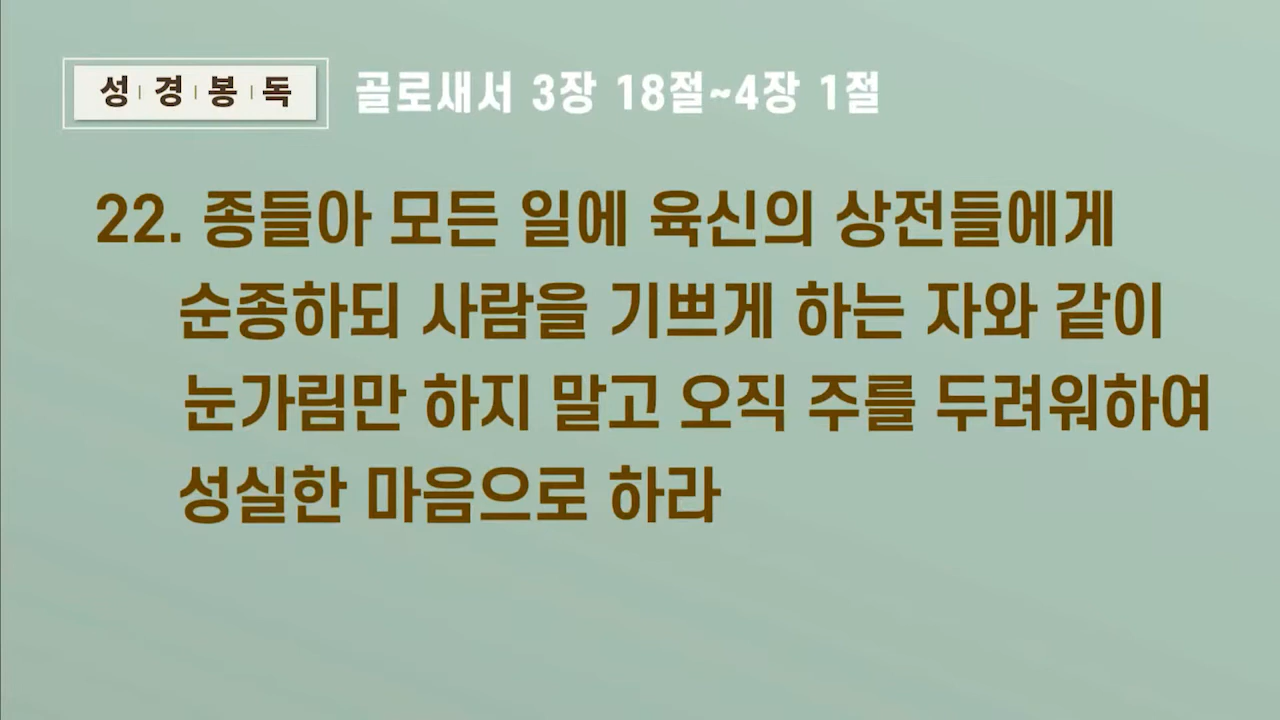 성경봉독 골로새서 3장 18절~4장 1절
22. 종들아 모든 일에 육신의 상전들에게
순종하되 사람을 기쁘게 하는 자와 같이
눈가림만 하지 말고 오직 주를 두려워하여
성실한 마음으로 하라